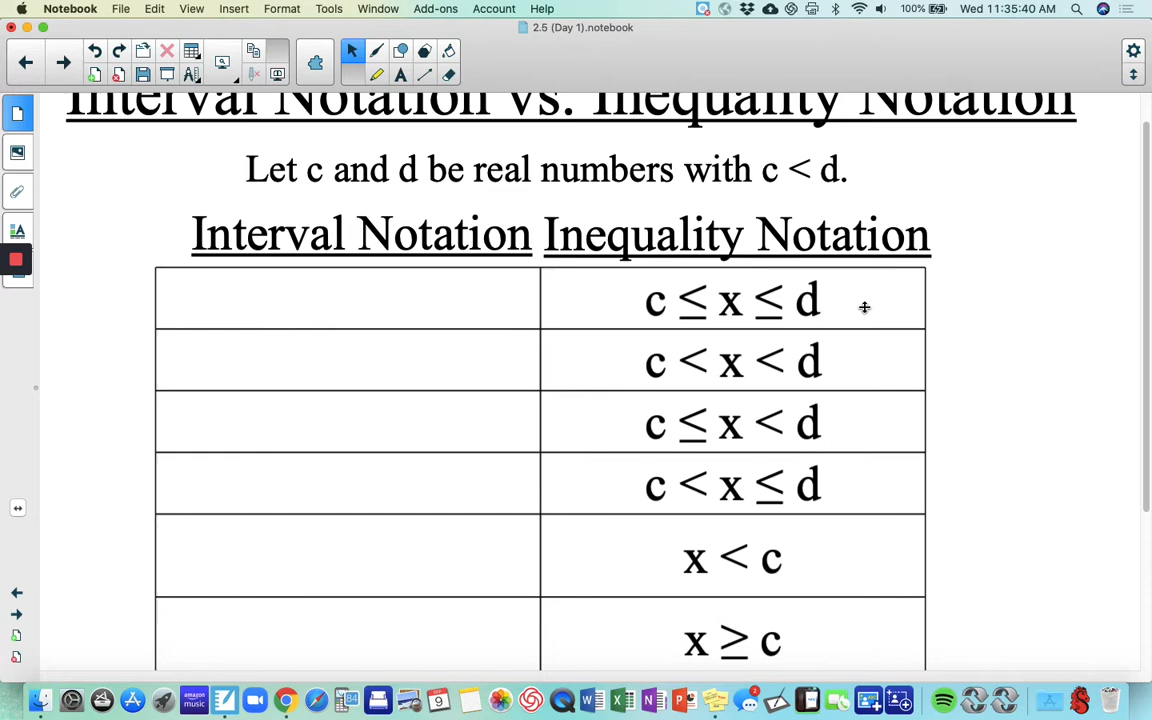 Notebook File Edit View Insert Format Tools Window Add-ons Account Help 100% Wed 11:35:40 AM
2.5 (Day 1).notebook
Interval Notation vs. Inequality Notation
Let c and d be real numbers with c < d.
Interval Notation Inequality Notation
c ≤ x ≤ d
c < x < d
c ≤ x < d
c < x ≤ d
x < c
x ≥ c